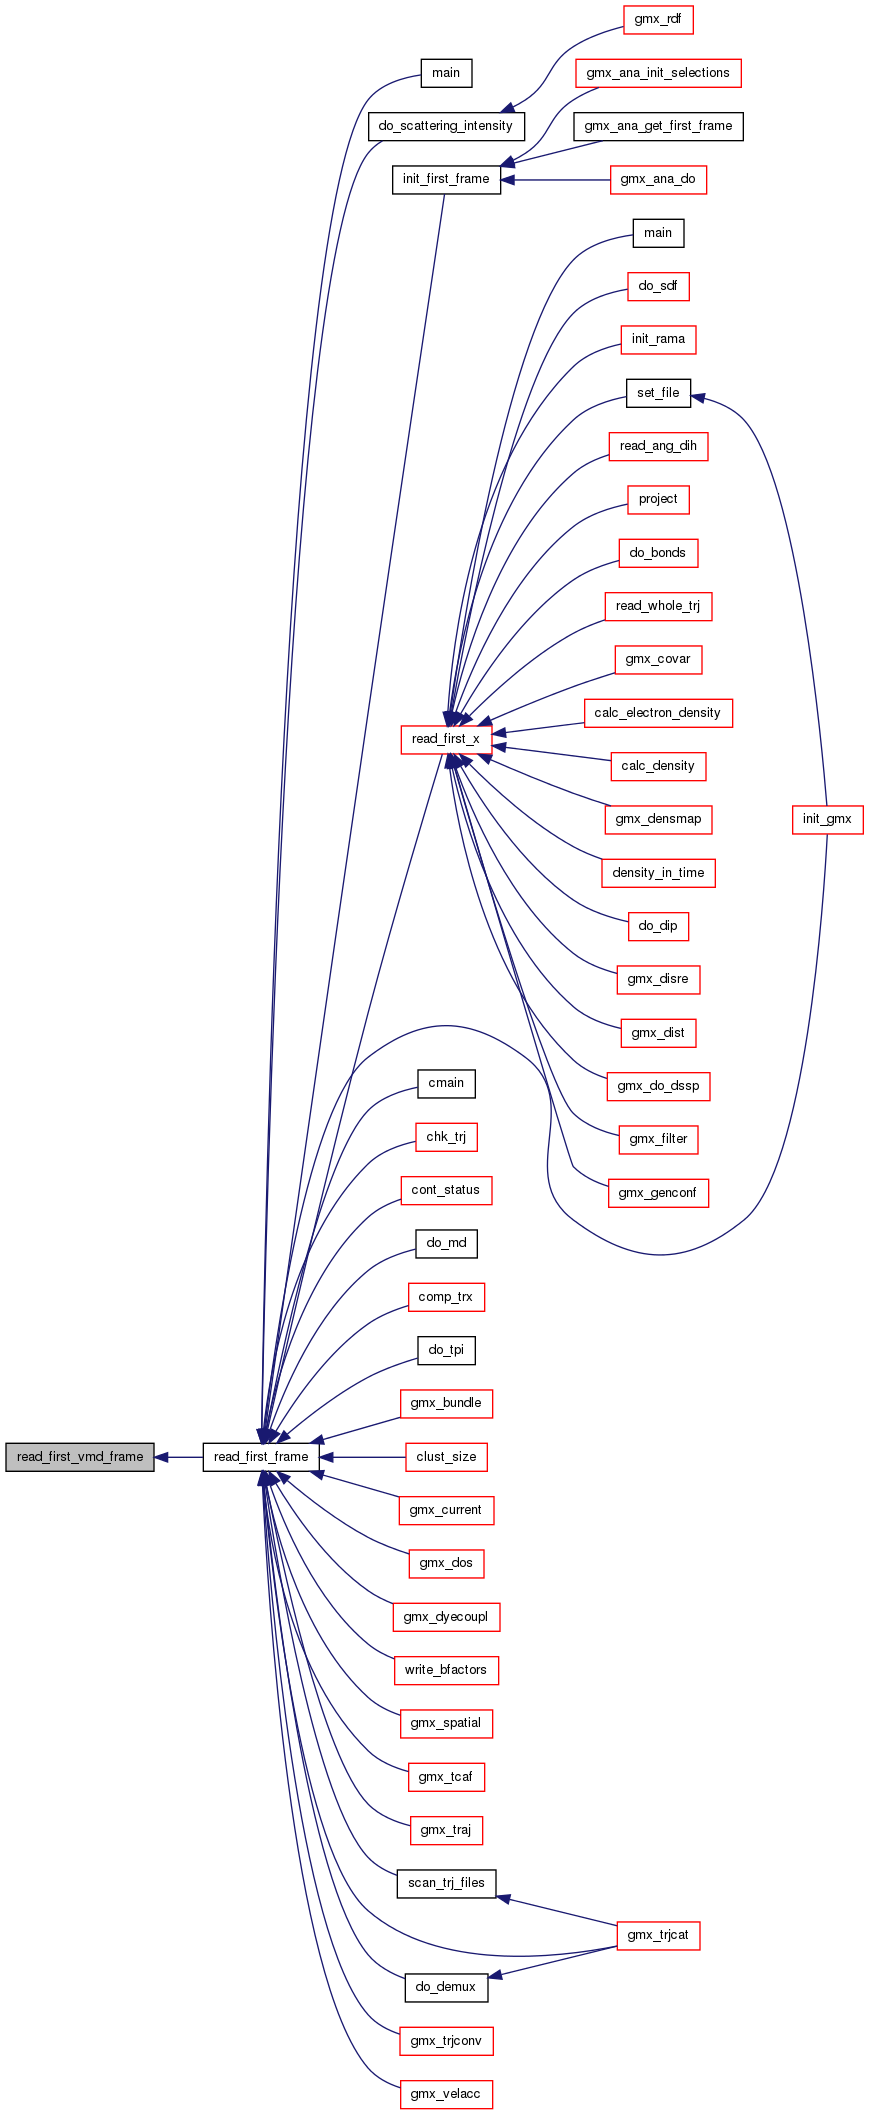 gmx_rdf
main
gmx_ana_init_selections
do_scattering_intensity
gmx_ana_get_first_frame
init_first_frame
gmx_ana_do
main
do_sdf
init_rama
set_file
read_ang_dih
project
do_bonds
read_whole_trj
gmx_covar
calc_electron_density
read_first_x
calc_density
gmx_densmap
init_gmx
density_in_time
do_dip
gmx_disre
gmx_dist
cmain
gmx_do_dssp
chk_trj
gmx_filter
cont_status
gmx_genconf
do_md
comp_trx
do_tpi
gmx_bundle
read_first_vmd_frame
read_first_frame
clust_size
gmx_current
gmx_dos
gmx_dyecoupl
write_bfactors
gmx_spatial
gmx_tcaf
gmx_traj
scan_trj_files
gmx_trjcat
do_demux
gmx_trjconv
gmx_velacc